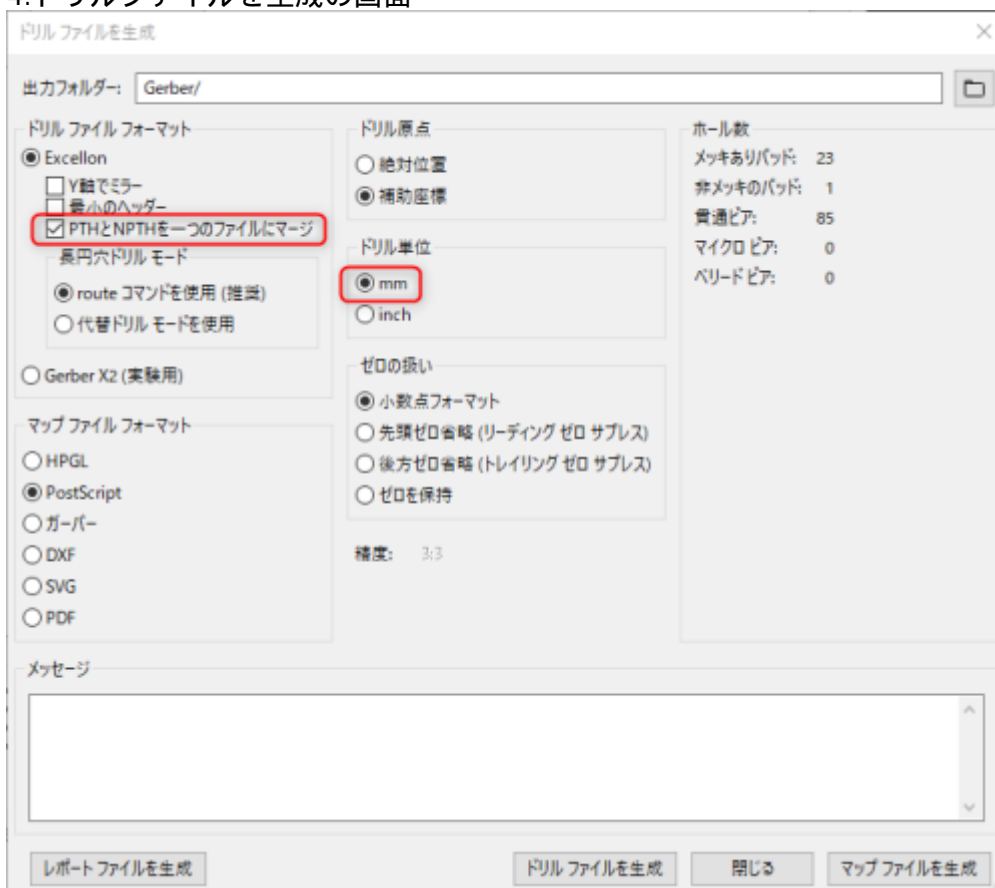 4.ドリルファイルを生成の画面
ドリル ファイルを生成
出力フォルダー: Gerber/
ドリル ファイル フォーマット
Excellon
Y軸でミラー
最小のヘッダー
PTHとNPTHを一つのファイルにマージ
長円穴ドリル モード
route コマンドを使用 (推奨)
代替ドリル モードを使用
Gerber X2 (実験用)
マップ ファイル フォーマット
HPGL
PostScript
ガーバー
DXF
SVG
PDF
ドリル原点
絶対位置
補助座標
ドリル単位
mm
inch
ゼロの扱い
小数点フォーマット
先頭ゼロ省略 (リーディング ゼロ サプレス)
後方ゼロ省略 (トレイリング ゼロ サプレス)
ゼロを保持
精度: 3:3
ホール数
メッキありパッド: 23
非メッキのパッド: 1
貫通ビア: 85
マイクロ ビア: 0
ベリード ビア: 0
メッセージ
レポート ファイルを生成
ドリル ファイルを生成
閉じる
マップ ファイルを生成